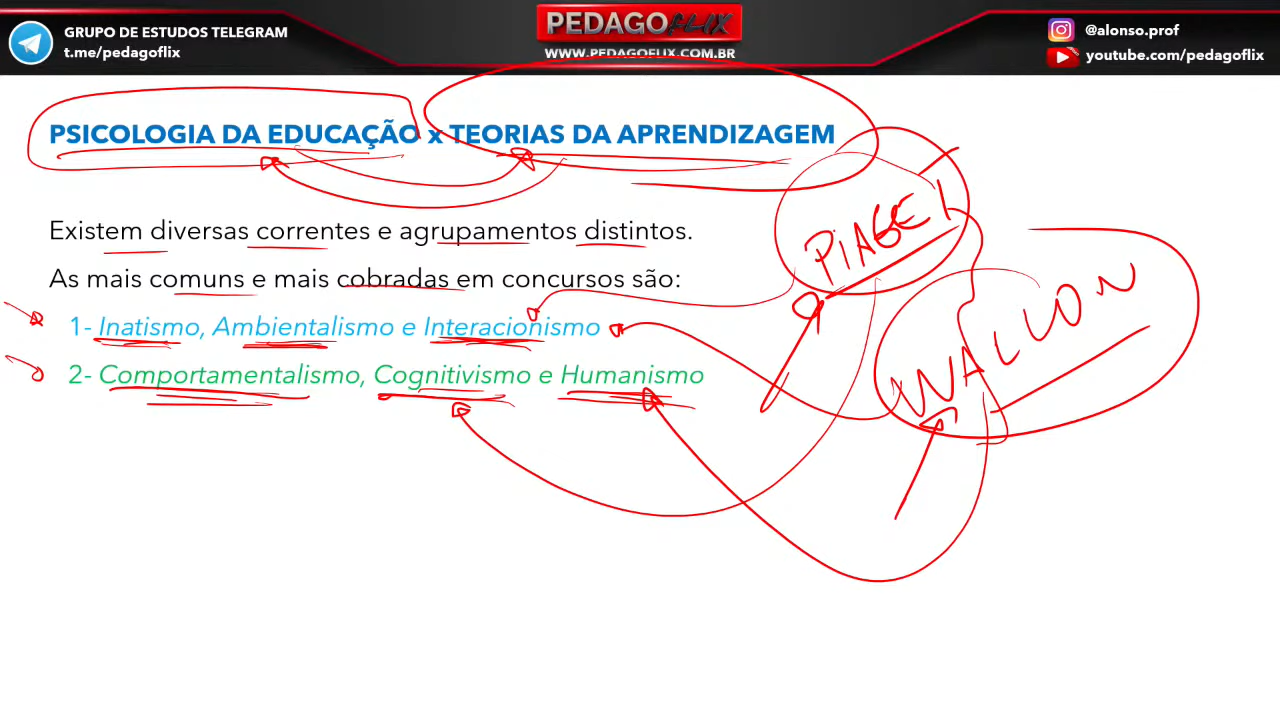 GRUPO DE ESTUDOS TELEGRAM
t.me/pedagoflix
PEDAGOFLIX
WWW.PEDAGOFLIX.COM.BR
@alonso.prof
youtube.com/pedagoflix
PSICOLOGIA DA EDUCAÇÃO x TEORIAS DA APRENDIZAGEM
Existem diversas correntes e agrupamentos distintos.
As mais comuns e mais cobradas em concursos são:
1- Inatismo, Ambientalismo e Interacionismo
2- Comportamentalismo, Cognitivismo e Humanismo
PIAGET
WALLON